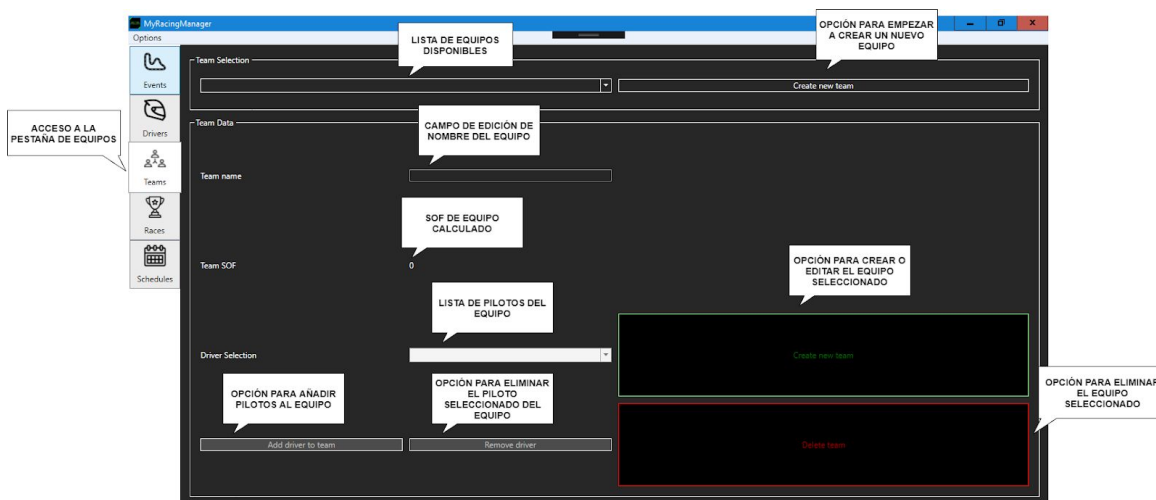 MyRacingManager
OPCIÓN PARA EMPEZAR
A CREAR UN NUEVO
EQUIPO
X
Options
LISTA DE EQUIPOS
DISPONIBLES
Events
Team Selection
Create new team
ACCESO A LA
PESTAÑA DE EQUIPOS
Drivers
Team Data
CAMPO DE EDICIÓN DE
NOMBRE DEL EQUIPO
Teams
Team name
Races
SOF DE EQUIPO
CALCULADO
Schedules
Team SOF
0
OPCIÓN PARA CREAR O
EDITAR EL EQUIPO
SELECCIONADO
LISTA DE PILOTOS DEL
EQUIPO
Driver Selection
Create new team
OPCIÓN PARA AÑADIR
PILOTOS AL EQUIPO
OPCIÓN PARA ELIMINAR
EL PILOTO
SELECCIONADO DEL
EQUIPO
OPCIÓN PARA ELIMINAR
EL EQUIPO
SELECCIONADO
Add driver to team
Remove driver
Delete team